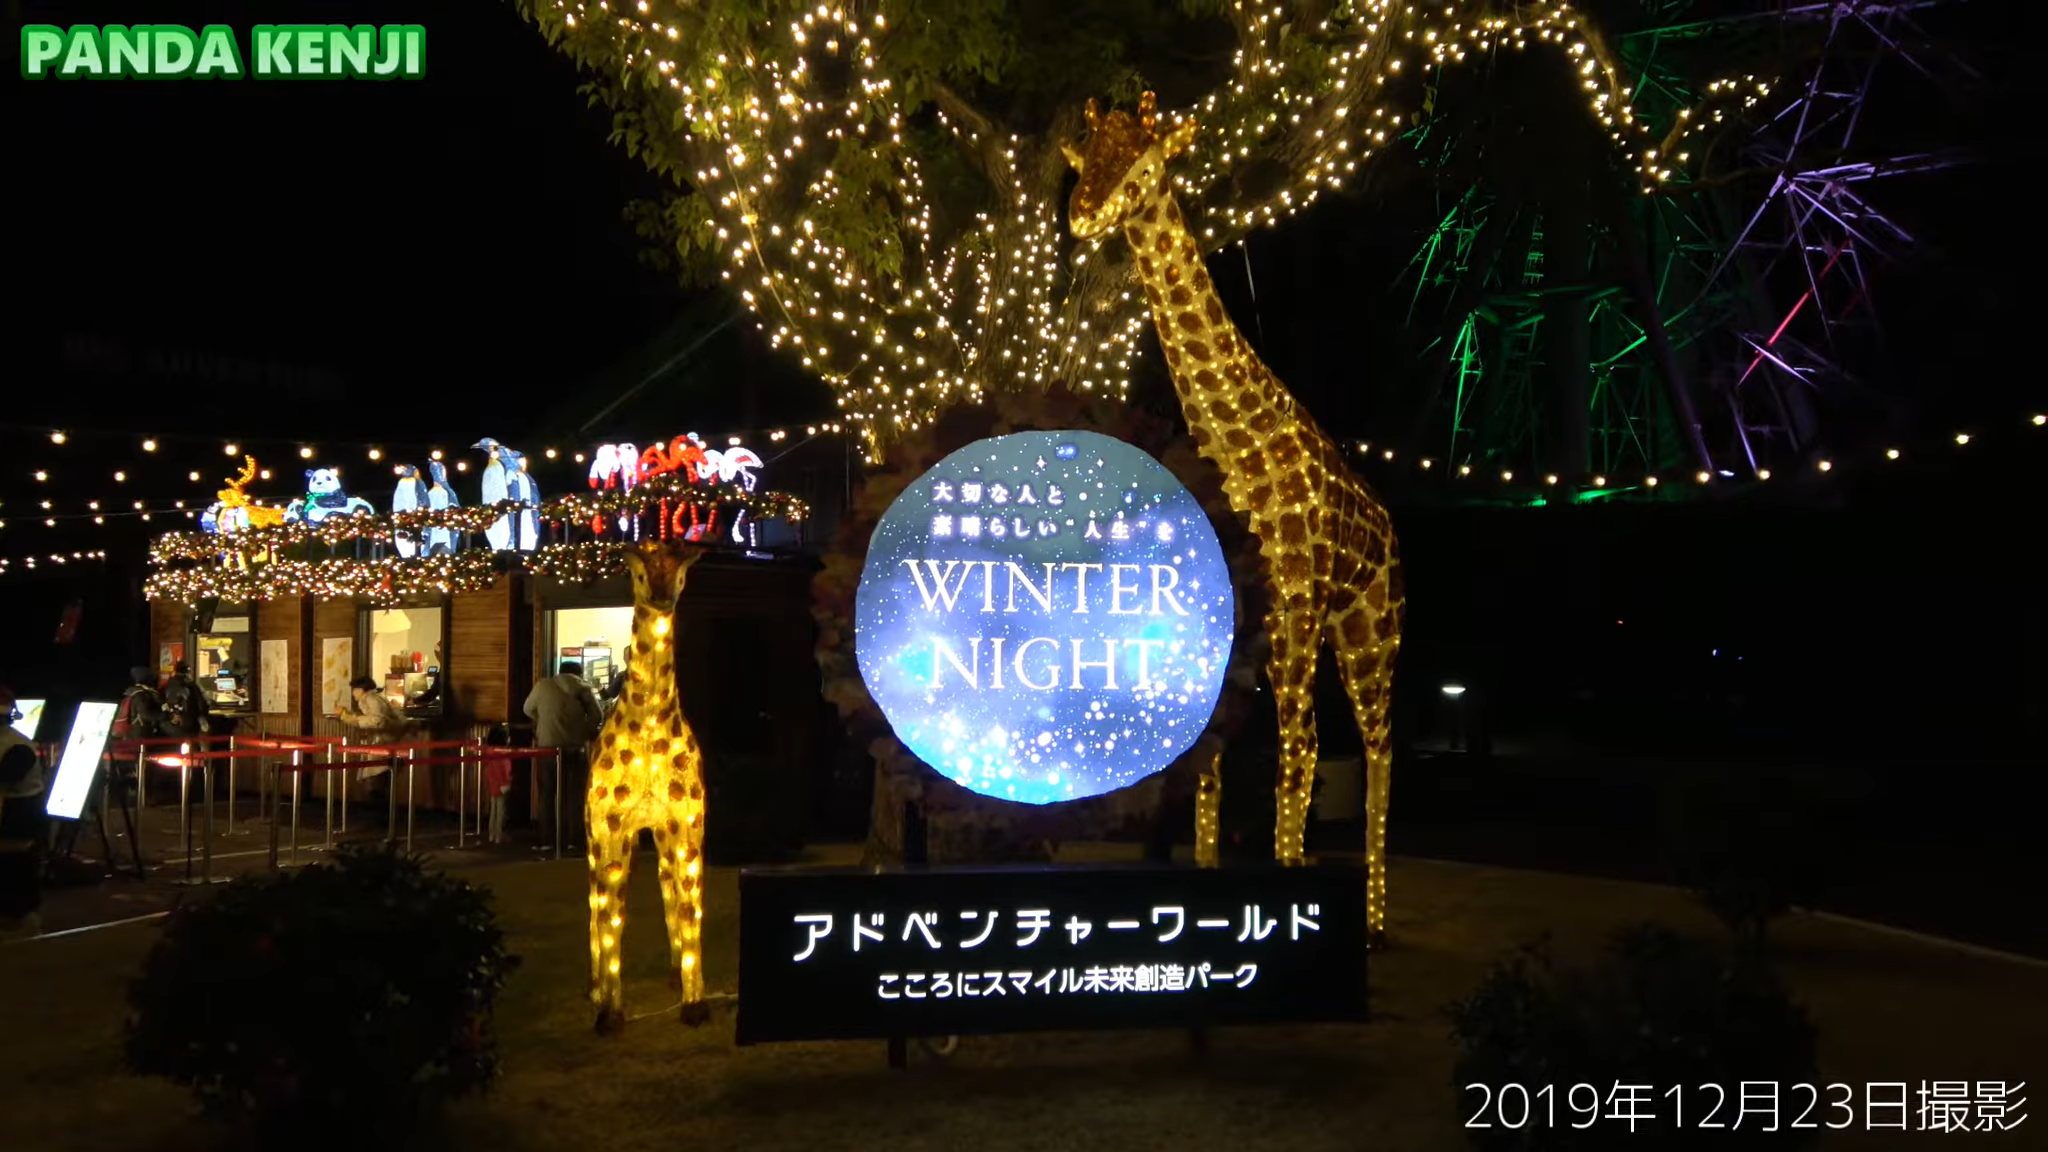 PANDA KENJI
大切な人と
素晴らしい“人生”を
WINTER
NIGHT
アドベンチャーワールド
こころにスマイル未来創造パーク
2019年12月23日撮影